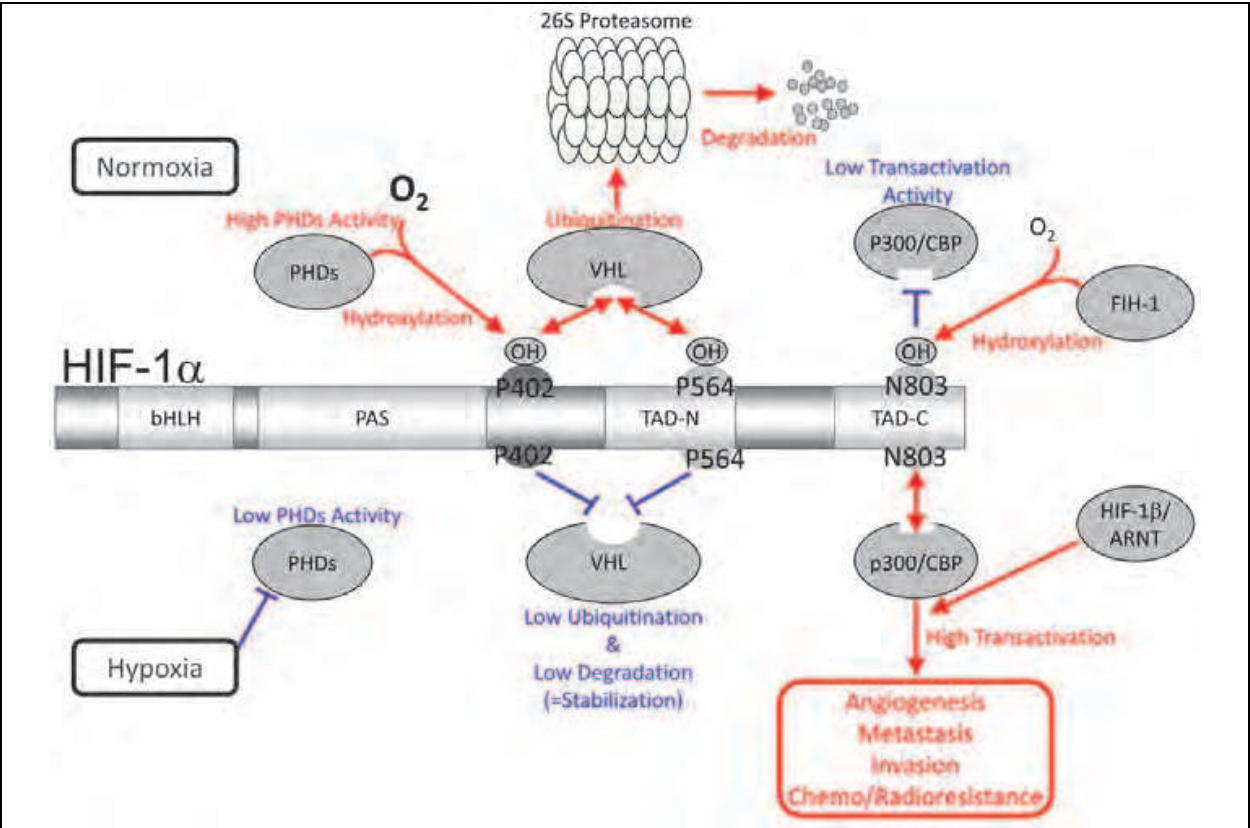 26S Proteasome
Degradation
Normoxia
O2
High PHDs Activity
PHDs
Hydroxylation
Ubiquitination
VHL
Low Transactivation
Activity
P300/CBP
O2
FIH-1
Hydroxylation
OH
OH
OH
HIF-1α
P402
P564
N803
bHLH
PAS
TAD-N
TAD-C
P402
P564
N803
Low PHDs Activity
PHDs
Hypoxia
VHL
Low Ubiquitination
&
Low Degradation
(=Stabilization)
p300/CBP
HIF-1β/
ARNT
High Transactivation
Angiogenesis
Metastasis
Invasion
Chemo/Radioresistance